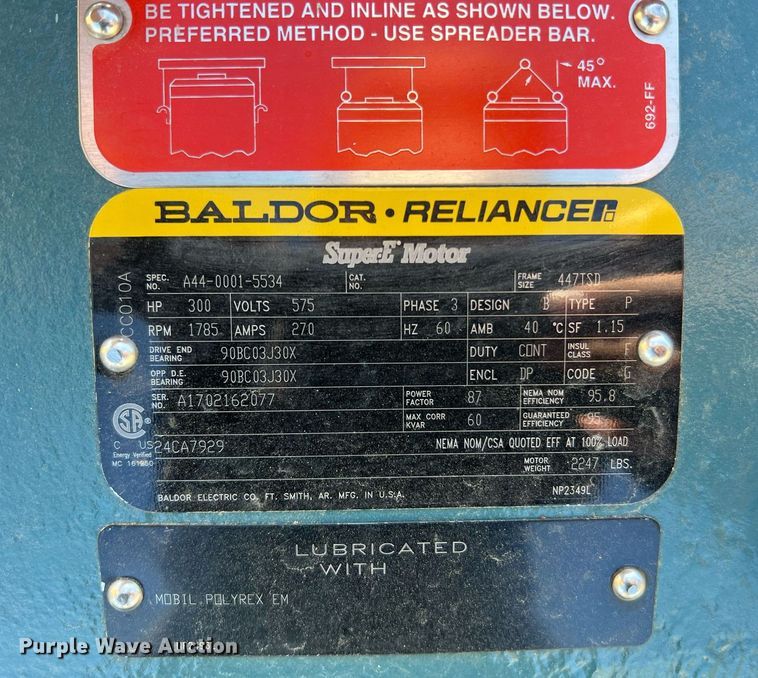 BE TIGHTENED AND INLINE AS SHOWN BELOW.
PREFERRED METHOD - USE SPREADER BAR.
45° MAX.
692-FF
BALDOR • RELIANCE
Super-E Motor
SPEC. NO. A44-0001-5534 CAT. NO. FRAME SIZE 447TSD
HP 300 VOLTS 575 PHASE 3 DESIGN B TYPE P
RPM 1785 AMPS 270 HZ 60 AMB 40 °C SF 1.15
DRIVE END BEARING 90BC03J30X DUTY CONT INSUL CLASS F
OPP D.E. BEARING 90BC03J30X ENCL DP CODE G
SER. NO. A1702162077 POWER FACTOR 87 NEMA NOM EFFICIENCY 95.8
MAX CORR KVAR 60 GUARANTEED EFFICIENCY 95
24CA7929 NEMA NOM/CSA QUOTED EFF AT 100% LOAD
MOTOR WEIGHT 2247 LBS.
BALDOR ELECTRIC CO. FT. SMITH, AR. MFG. IN U.S.A. NP2349L
CC010A
C US
Energy Verified
LUBRICATED
WITH
MOBIL POLYREX EM
Purple Wave Auction